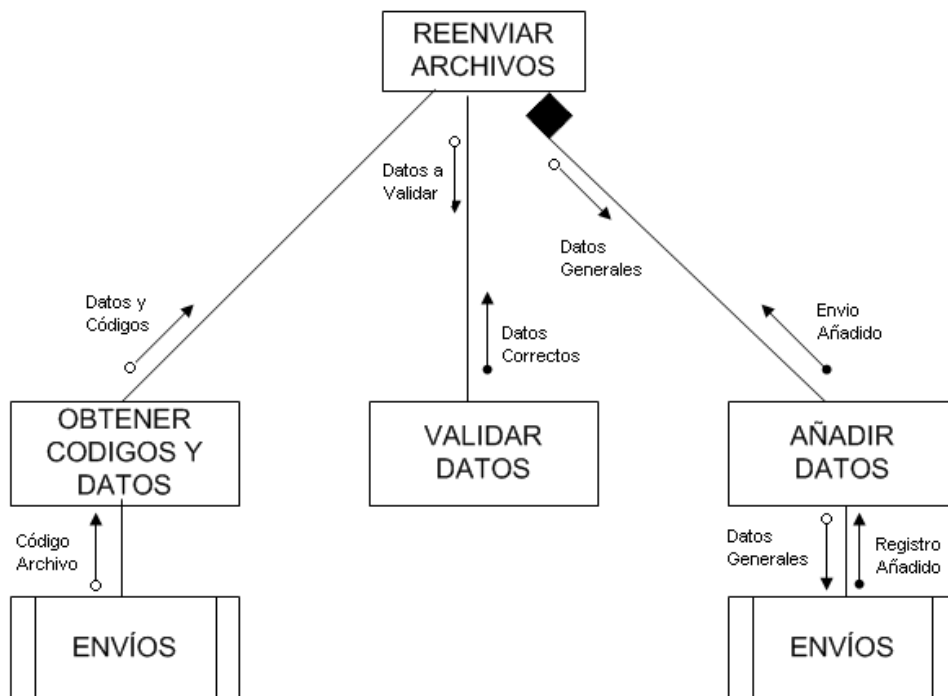 REENVIAR
ARCHIVOS
Datos a
Validar
Datos
Generales
Datos y
Códigos
Datos
Correctos
Envio
Añadido
OBTENER
CODIGOS Y
DATOS
VALIDAR
DATOS
AÑADIR
DATOS
Código
Archivo
Datos
Generales
Registro
Añadido
ENVÍOS
ENVÍOS